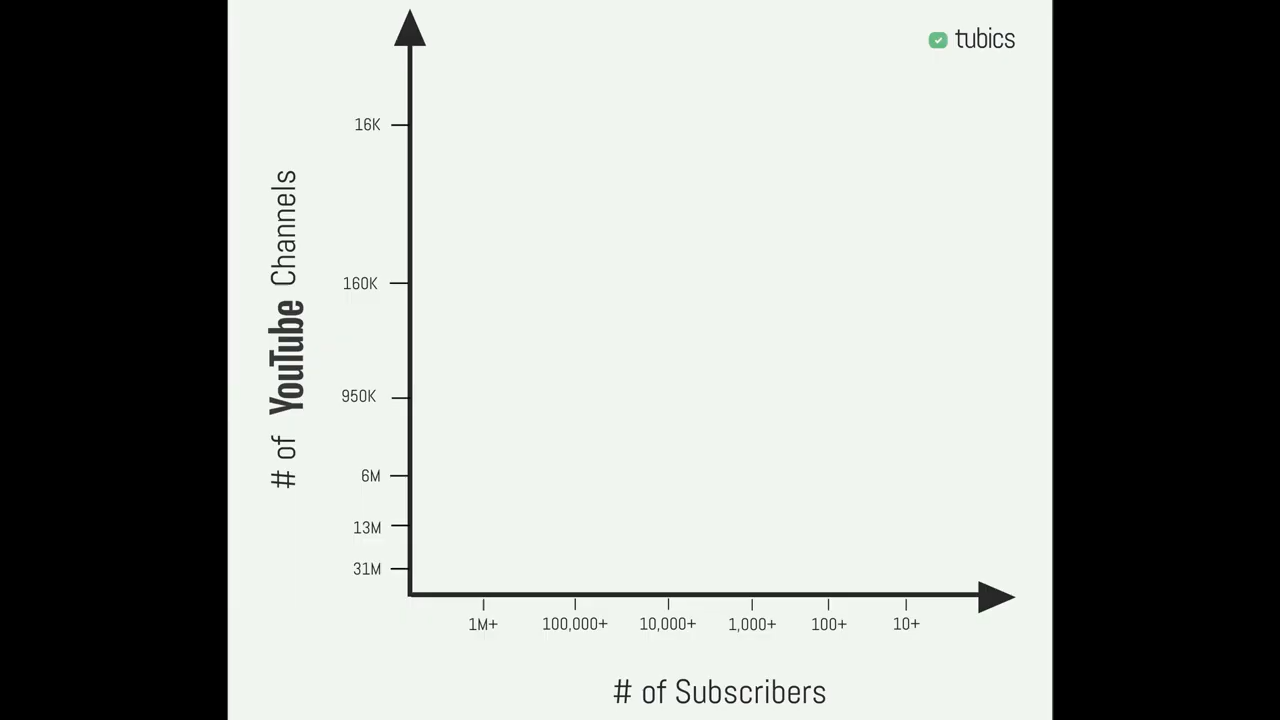 tubics
16K
160K
950K
6M
13M
31M
# of YouTube Channels
1M+
100,000+
10,000+
1,000+
100+
10+
# of Subscribers